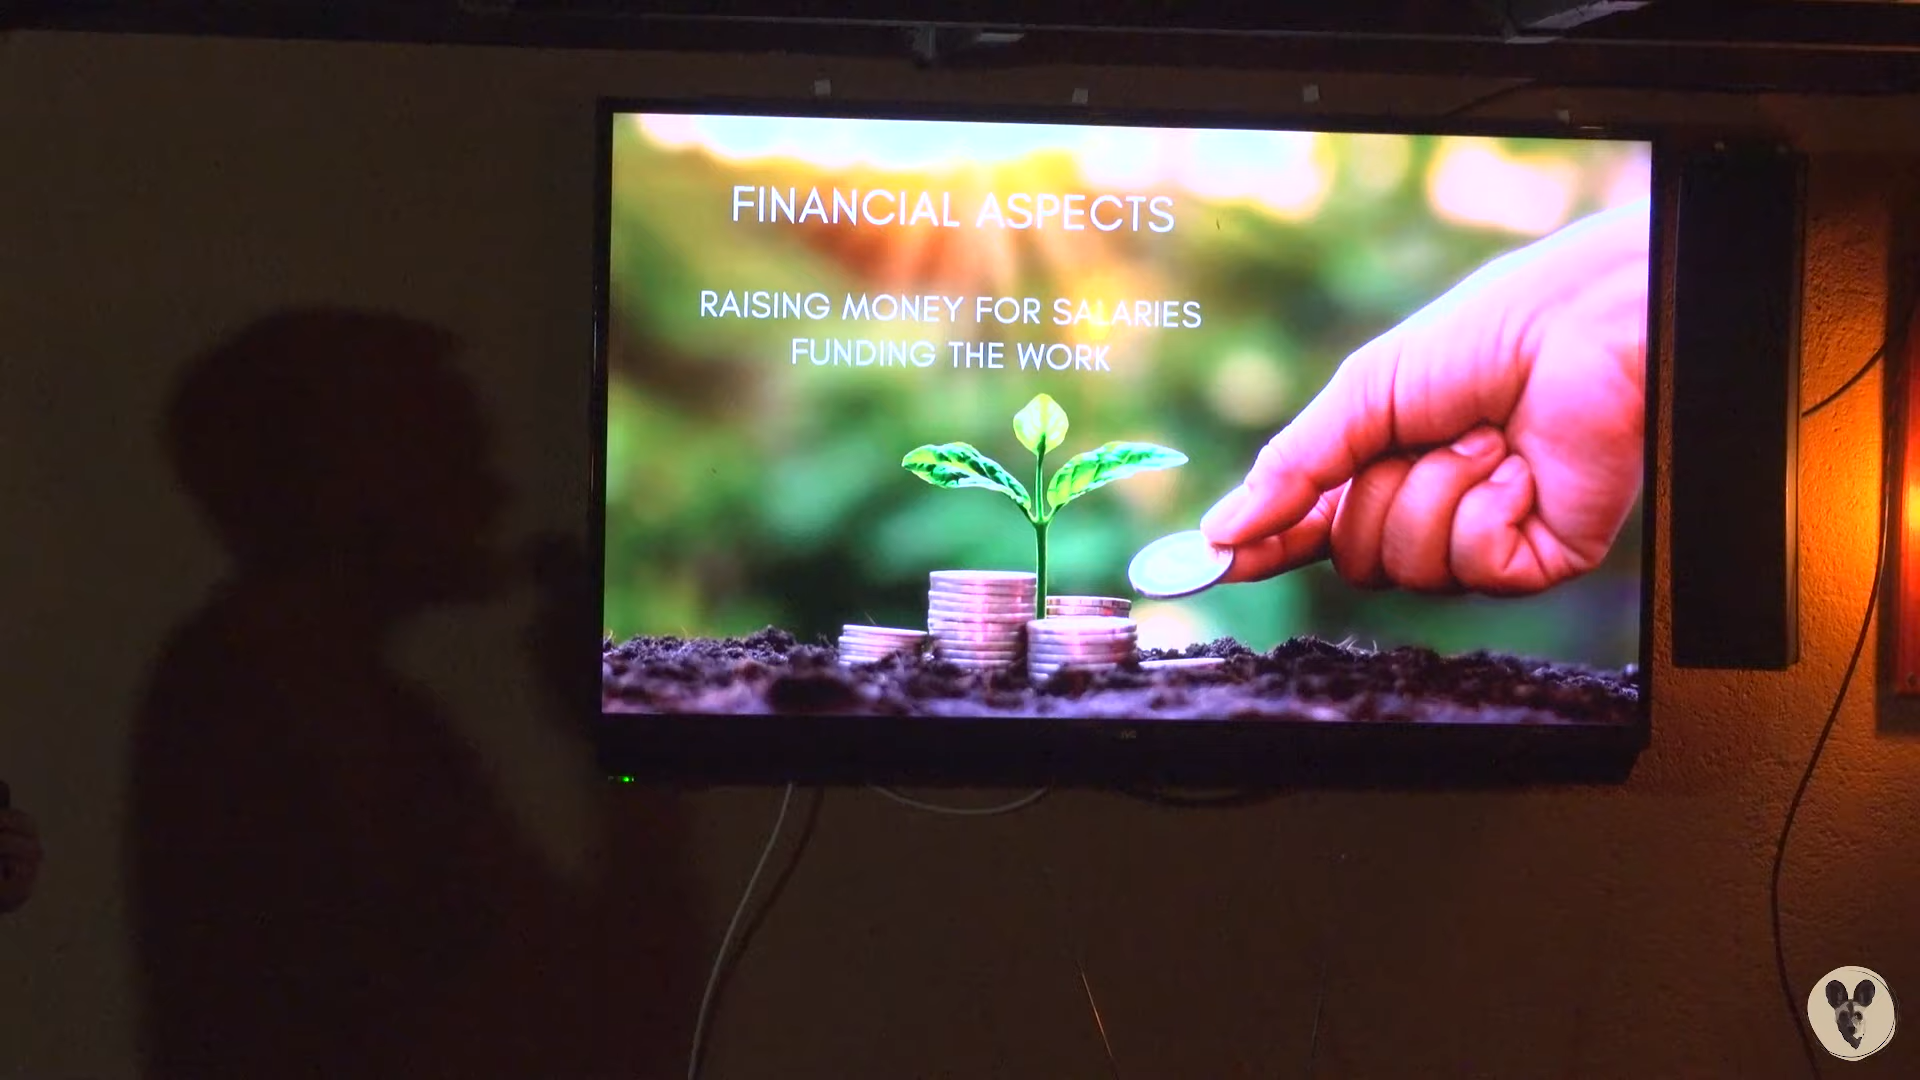 FINANCIAL ASPECTS
RAISING MONEY FOR SALARIES
FUNDING THE WORK